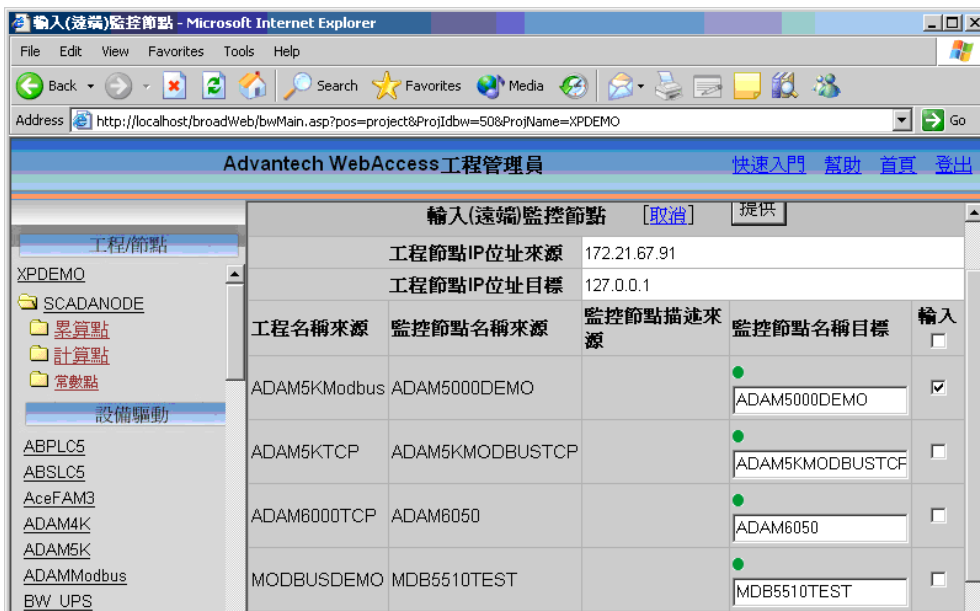 輸入(遠端)監控節點 - Microsoft Internet Explorer
File Edit View Favorites Tools Help
Back Search Favorites Media
Address http://localhost/broadWeb/bwMain.asp?pos=project&ProjIdbw=50&ProjName=XPDEMO Go
Advantech WebAccess工程管理員 快速入門 幫助 首頁 登出
工程/節點
XPDEMO
SCADANODE
累算點
計算點
常數點
設備驅動
ABPLC5
ABSLC5
AceFAM3
ADAM4K
ADAM5K
ADAMModbus
BW_UPS
輸入(遠端)監控節點 [取消] 提供
工程節點IP位址來源 172.21.67.91
工程節點IP位址目標 127.0.0.1
工程名稱來源 監控節點名稱來源 監控節點描述來源 監控節點名稱目標 輸入
ADAM5KModbus ADAM5000DEMO ADAM5000DEMO
ADAM5KTCP ADAM5KMODBUSTCP ADAM5KMODBUSTCP
ADAM6000TCP ADAM6050 ADAM6050
MODBUSDEMO MDB5510TEST MDB5510TEST